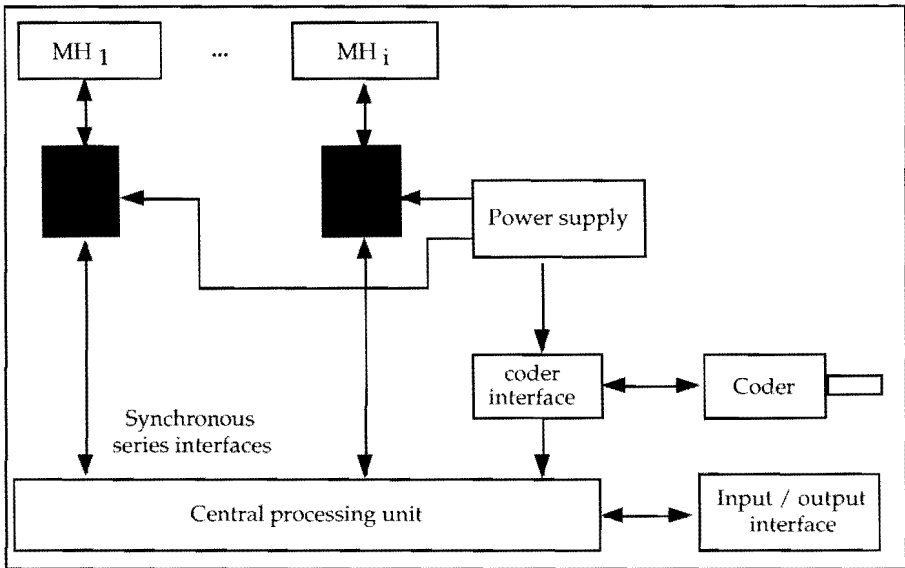 MH 1
...
MH i
Power supply
coder
interface
Coder
Synchronous
series interfaces
Central processing unit
Input / output
interface